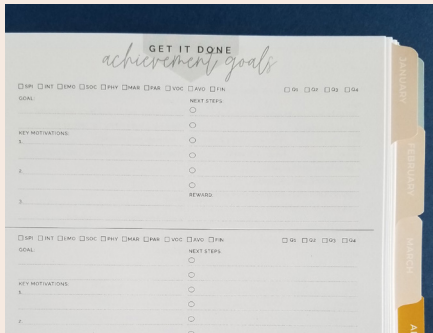 GET IT DONE
achievement goals
SPI INT EMO SOC PHY MAR PAR VOC AVO FIN Q1 Q2 Q3 Q4
GOAL:
NEXT STEPS:
KEY MOTIVATIONS:
1.
2.
REWARD:
3.
SPI INT EMO SOC PHY MAR PAR VOC AVO FIN Q1 Q2 Q3 Q4
GOAL:
NEXT STEPS:
KEY MOTIVATIONS:
1.
2.
JANUARY
FEBRUARY
MARCH
A